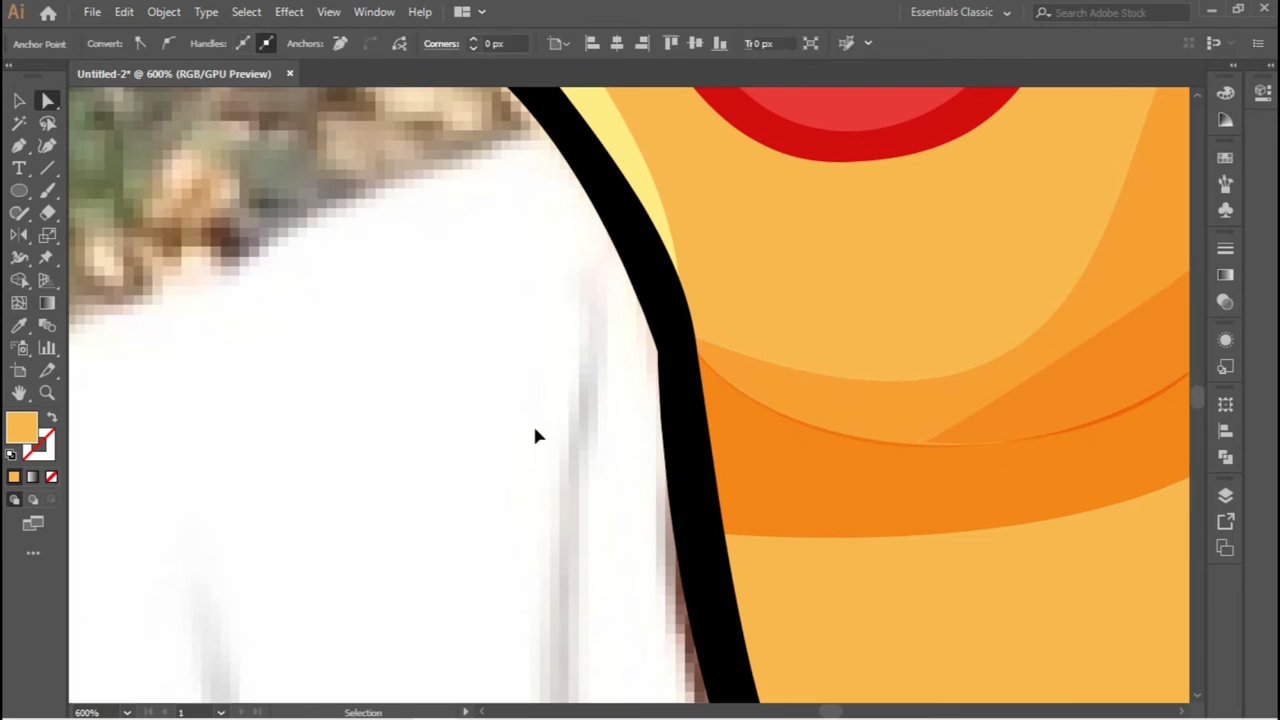 Ai File Edit Object Type Select Effect View Window Help Essentials Classic Search Adobe Stock
Anchor Point Convert: Handles: Anchors: Corners: 0 px 0 px
Untitled-2* @ 600% (RGB/GPU Preview) ×
T
600% 1 Selection